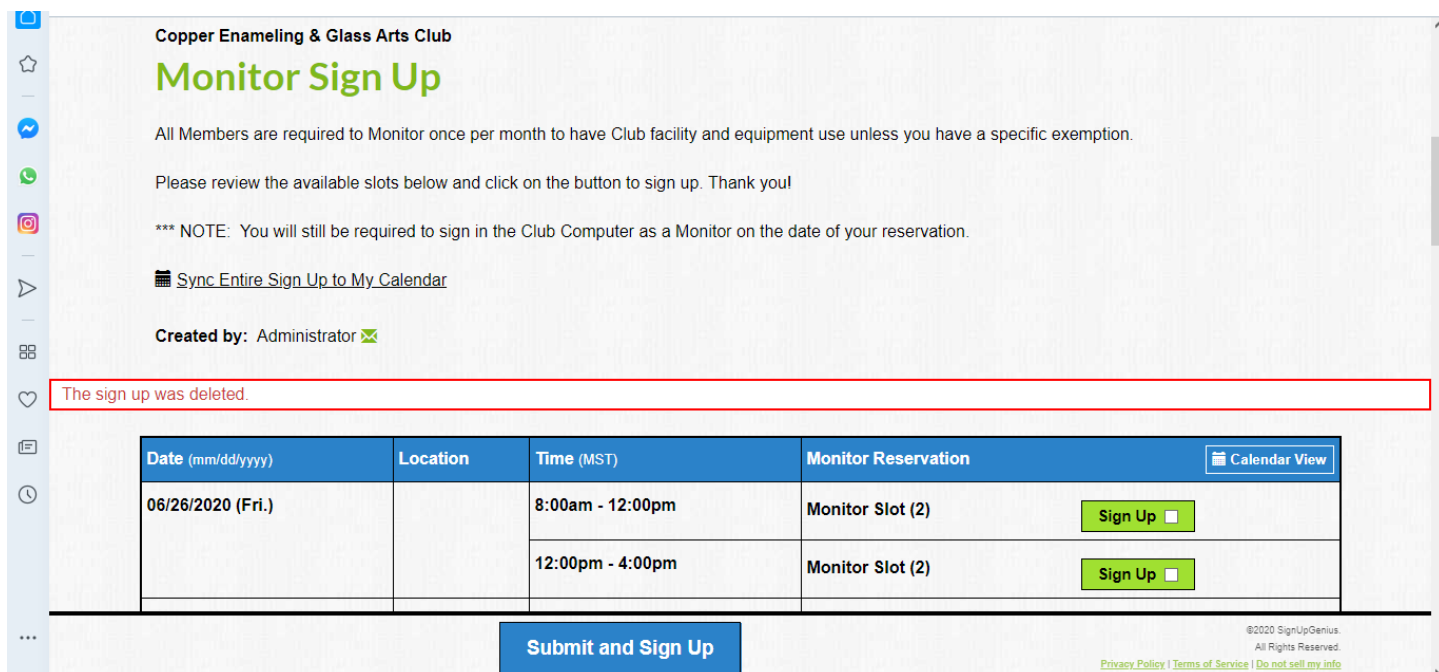 Copper Enameling & Glass Arts Club
Monitor Sign Up
All Members are required to Monitor once per month to have Club facility and equipment use unless you have a specific exemption.
Please review the available slots below and click on the button to sign up. Thank you!
*** NOTE: You will still be required to sign in the Club Computer as a Monitor on the date of your reservation.
Sync Entire Sign Up to My Calendar
Created by: Administrator
The sign up was deleted.
Date (mm/dd/yyyy) Location Time (MST) Monitor Reservation Calendar View
06/26/2020 (Fri.) 8:00am - 12:00pm Monitor Slot (2) Sign Up
12:00pm - 4:00pm Monitor Slot (2) Sign Up
Submit and Sign Up
©2020 SignUpGenius.
All Rights Reserved.
Privacy Policy | Terms of Service | Do not sell my info